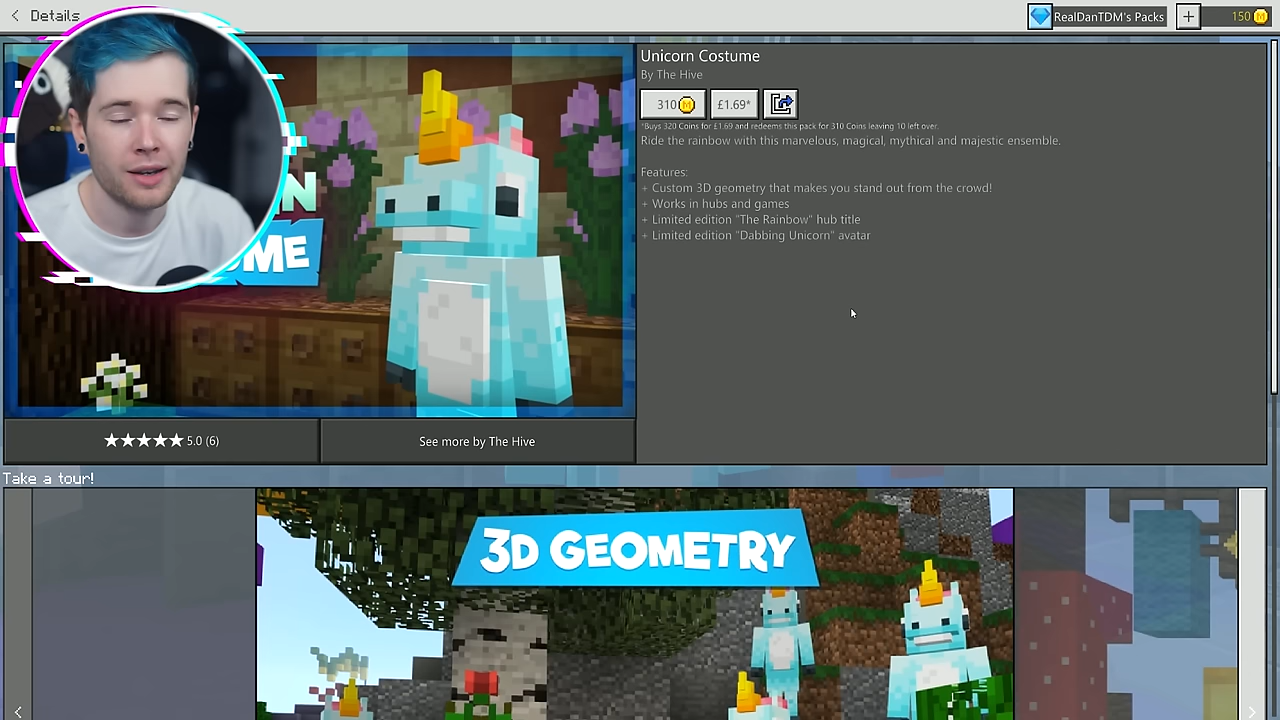 Details
RealDanTDM's Packs
+
150
Unicorn Costume
By The Hive
310
£1.69*
*Buys 320 Coins for £1.69 and redeems this pack for 310 Coins leaving 10 left over.
Ride the rainbow with this marvelous, magical, mythical and majestic ensemble.
Features:
+ Custom 3D geometry that makes you stand out from the crowd!
+ Works in hubs and games
+ Limited edition "The Rainbow" hub title
+ Limited edition "Dabbing Unicorn" avatar
★★★★★ 5.0 (6)
See more by The Hive
Take a tour!
3D GEOMETRY